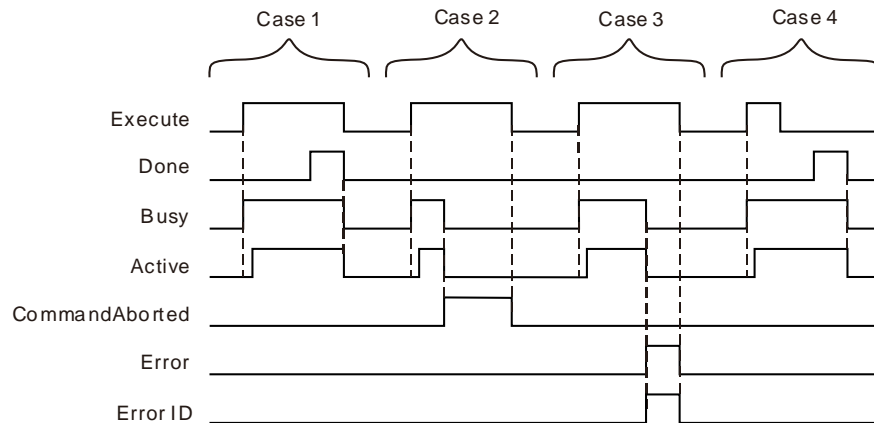 Case 1 Case 2 Case 3 Case 4
Execute
Done
Busy
Active
CommandAborted
Error
Error ID